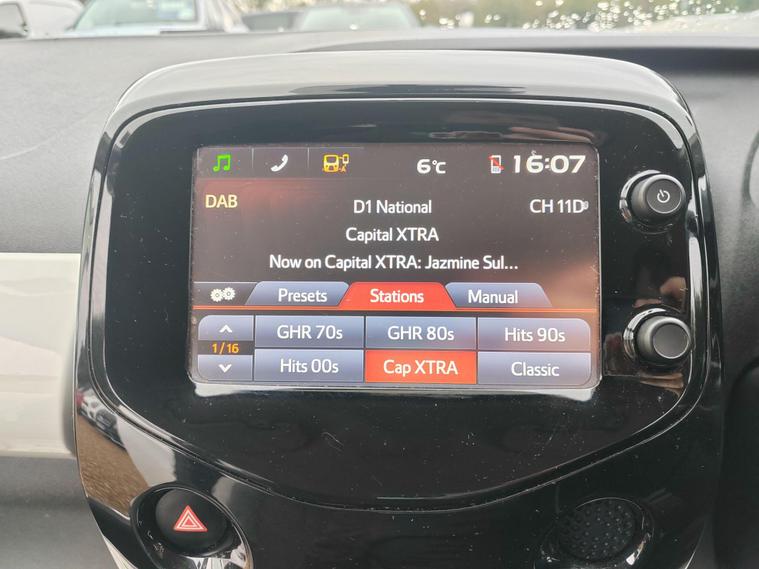 6°C
16:07
DAB
D1 National
CH 11D
Capital XTRA
Now on Capital XTRA: Jazmine Sul...
Presets
Stations
Manual
1/16
GHR 70s
GHR 80s
Hits 90s
Hits 00s
Cap XTRA
Classic